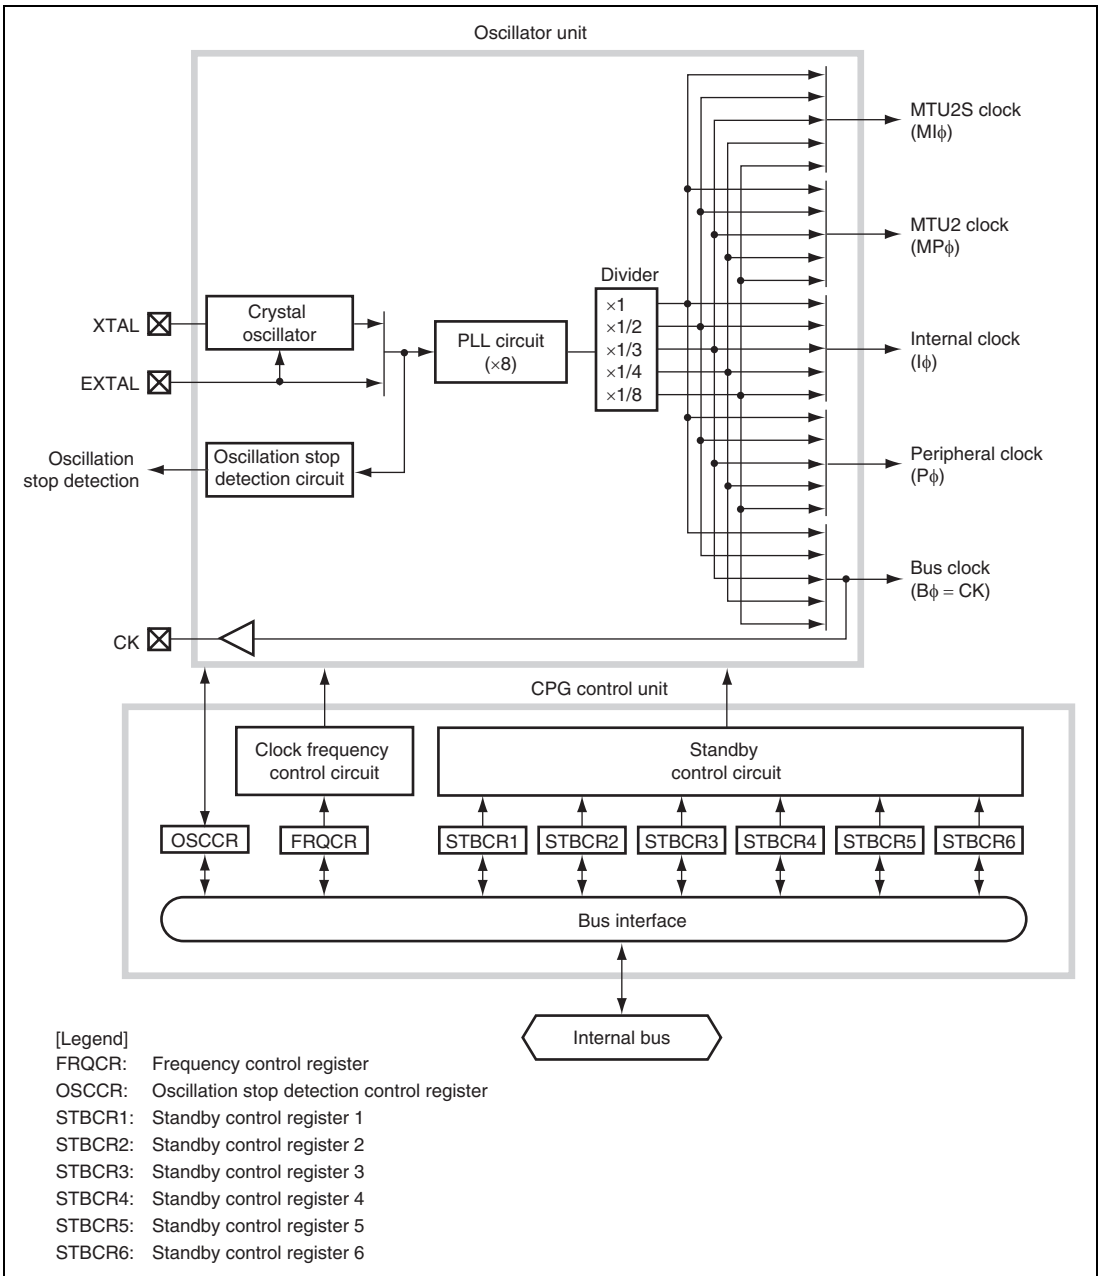 Oscillator unit
MTU2S clock
(MIϕ)
MTU2 clock
(MPϕ)
Divider
×1
×1/2
×1/3
×1/4
×1/8
XTAL
Crystal
oscillator
PLL circuit
(×8)
Internal clock
(Iϕ)
EXTAL
Oscillation
stop detection
Oscillation stop
detection circuit
Peripheral clock
(Pϕ)
Bus clock
(Bϕ = CK)
CK
CPG control unit
Clock frequency
control circuit
Standby
control circuit
OSCCR
FRQCR
STBCR1
STBCR2
STBCR3
STBCR4
STBCR5
STBCR6
Bus interface
Internal bus
[Legend]
FRQCR: Frequency control register
OSCCR: Oscillation stop detection control register
STBCR1: Standby control register 1
STBCR2: Standby control register 2
STBCR3: Standby control register 3
STBCR4: Standby control register 4
STBCR5: Standby control register 5
STBCR6: Standby control register 6